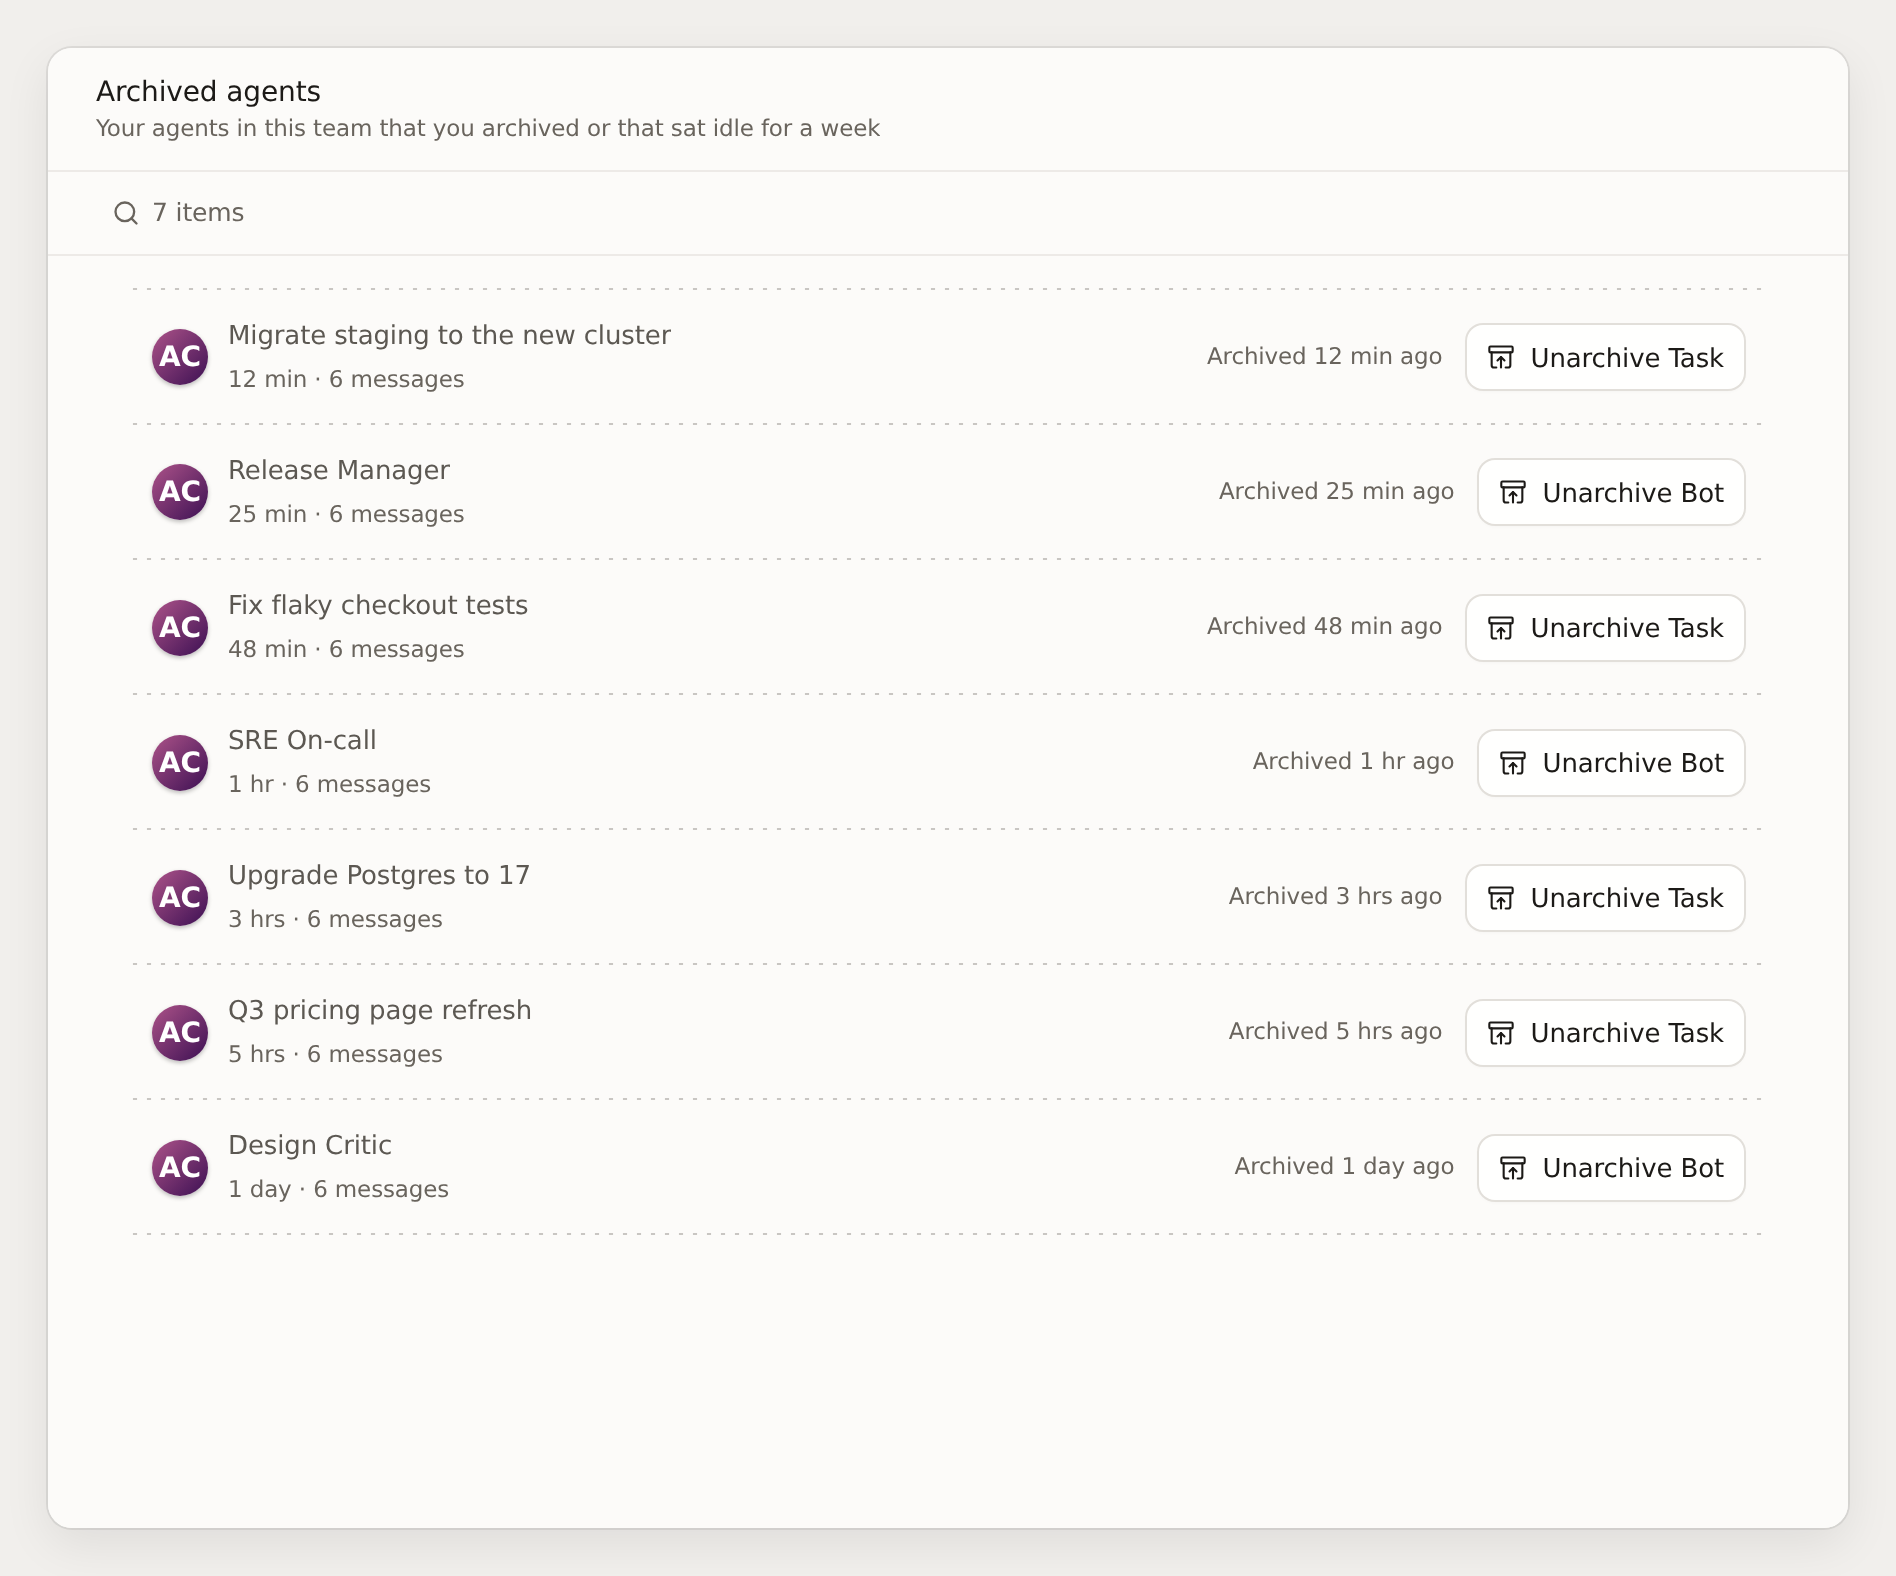 Archived agents
Your agents in this team that you archived or that sat idle for a week
7 items
AC
Migrate staging to the new cluster
12 min · 6 messages
Archived 12 min ago
Unarchive Task
AC
Release Manager
25 min · 6 messages
Archived 25 min ago
Unarchive Bot
AC
Fix flaky checkout tests
48 min · 6 messages
Archived 48 min ago
Unarchive Task
AC
SRE On-call
1 hr · 6 messages
Archived 1 hr ago
Unarchive Bot
AC
Upgrade Postgres to 17
3 hrs · 6 messages
Archived 3 hrs ago
Unarchive Task
AC
Q3 pricing page refresh
5 hrs · 6 messages
Archived 5 hrs ago
Unarchive Task
AC
Design Critic
1 day · 6 messages
Archived 1 day ago
Unarchive Bot